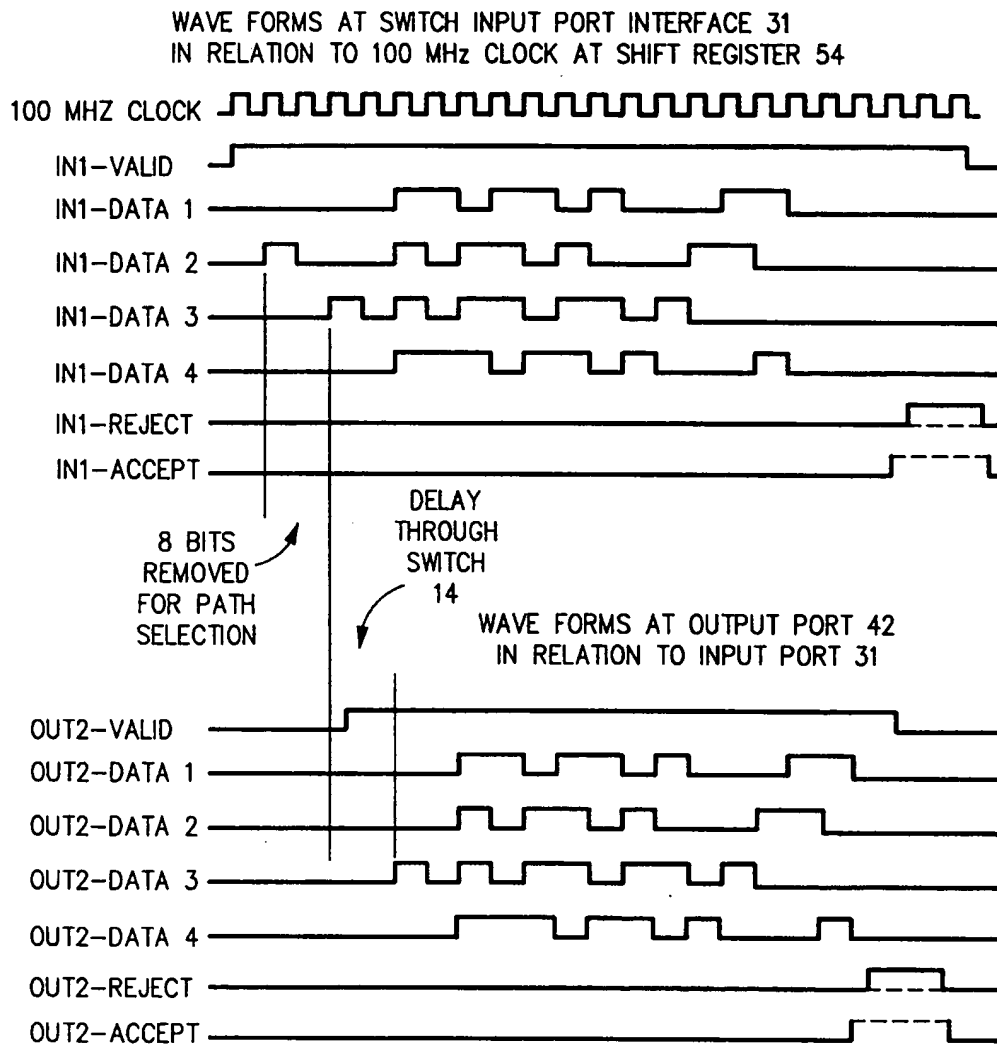 WAVE FORMS AT SWITCH INPUT PORT INTERFACE 31
IN RELATION TO 100 MHz CLOCK AT SHIFT REGISTER 54
100 MHZ CLOCK
IN1-VALID
IN1-DATA 1
IN1-DATA 2
IN1-DATA 3
IN1-DATA 4
IN1-REJECT
IN1-ACCEPT
8 BITS
REMOVED
FOR PATH
SELECTION
DELAY
THROUGH
SWITCH
14
WAVE FORMS AT OUTPUT PORT 42
IN RELATION TO INPUT PORT 31
OUT2-VALID
OUT2-DATA 1
OUT2-DATA 2
OUT2-DATA 3
OUT2-DATA 4
OUT2-REJECT
OUT2-ACCEPT